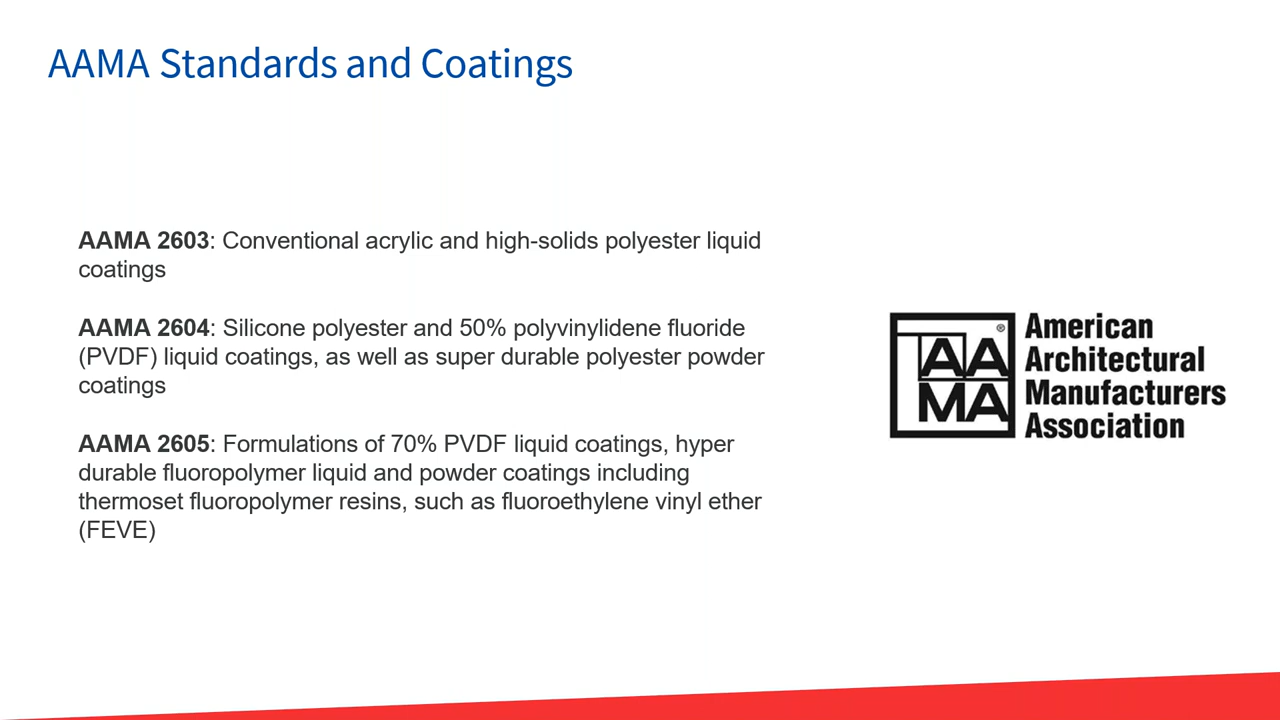 AAMA Standards and Coatings
AAMA 2603: Conventional acrylic and high-solids polyester liquid
coatings
AAMA 2604: Silicone polyester and 50% polyvinylidene fluoride
(PVDF) liquid coatings, as well as super durable polyester powder
coatings
AAMA 2605: Formulations of 70% PVDF liquid coatings, hyper
durable fluoropolymer liquid and powder coatings including
thermoset fluoropolymer resins, such as fluoroethylene vinyl ether
(FEVE)
AA
MA
®
American
Architectural
Manufacturers
Association